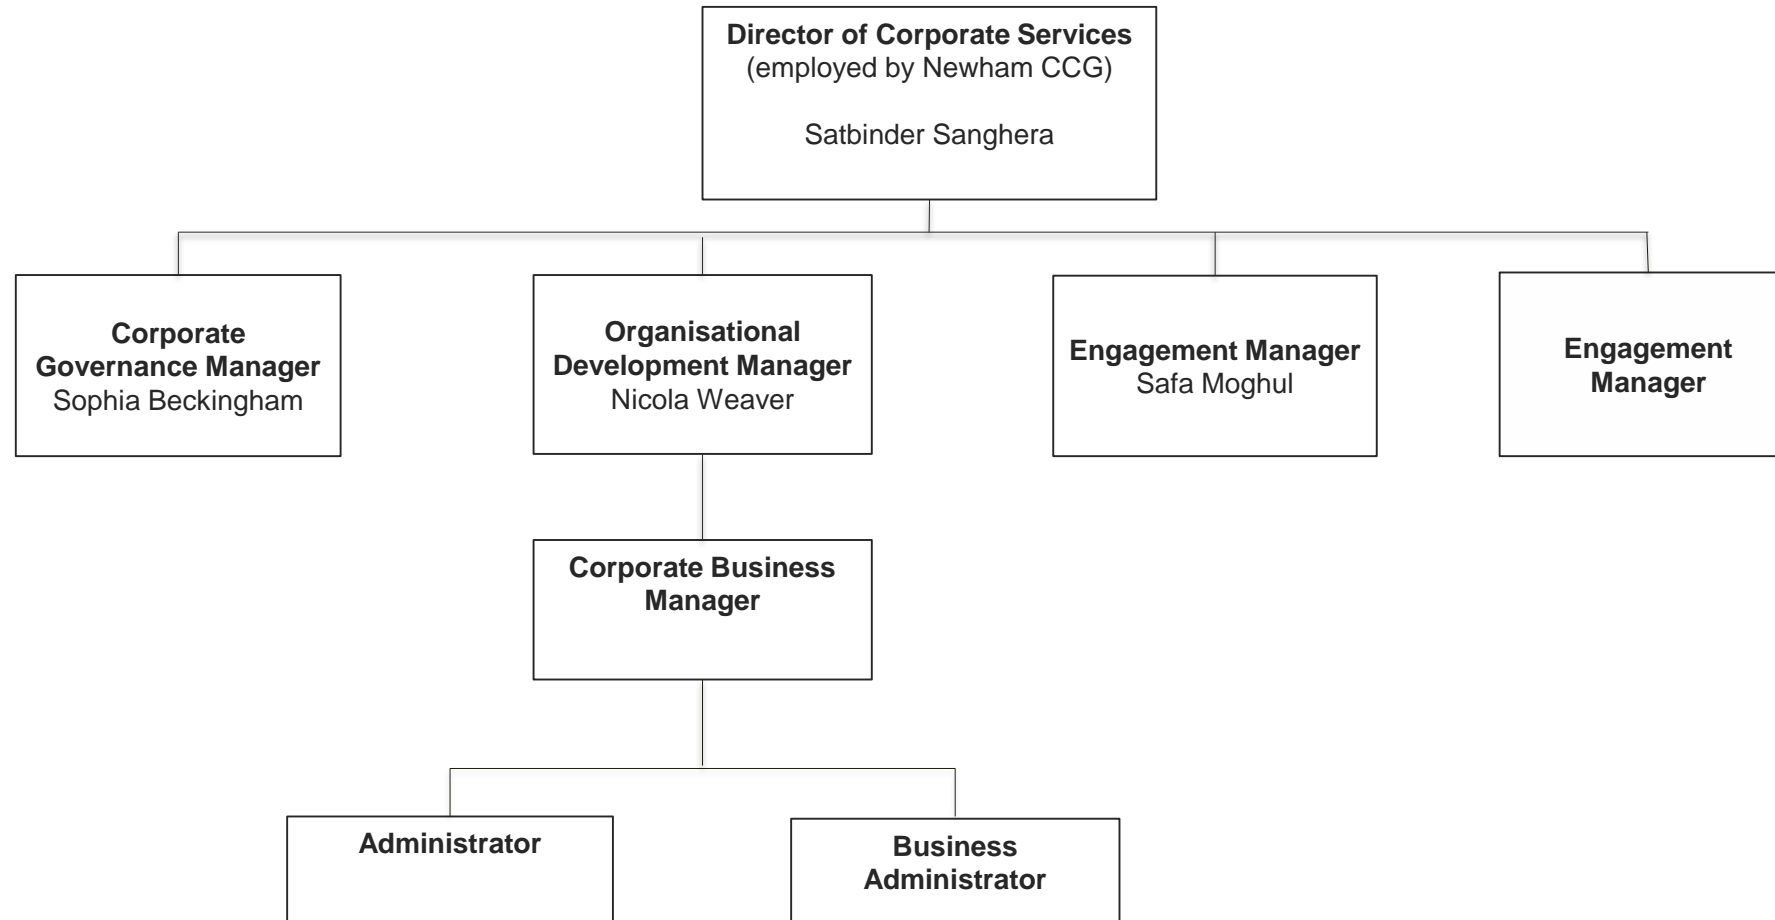 Director of Corporate Services
(employed by Newham CCG)
Satbinder Sanghera
Corporate
Governance Manager
Sophia Beckingham
Organisational
Development Manager
Nicola Weaver
Engagement Manager
Safa Moghul
Engagement
Manager
Corporate Business
Manager
Administrator
Business
Administrator